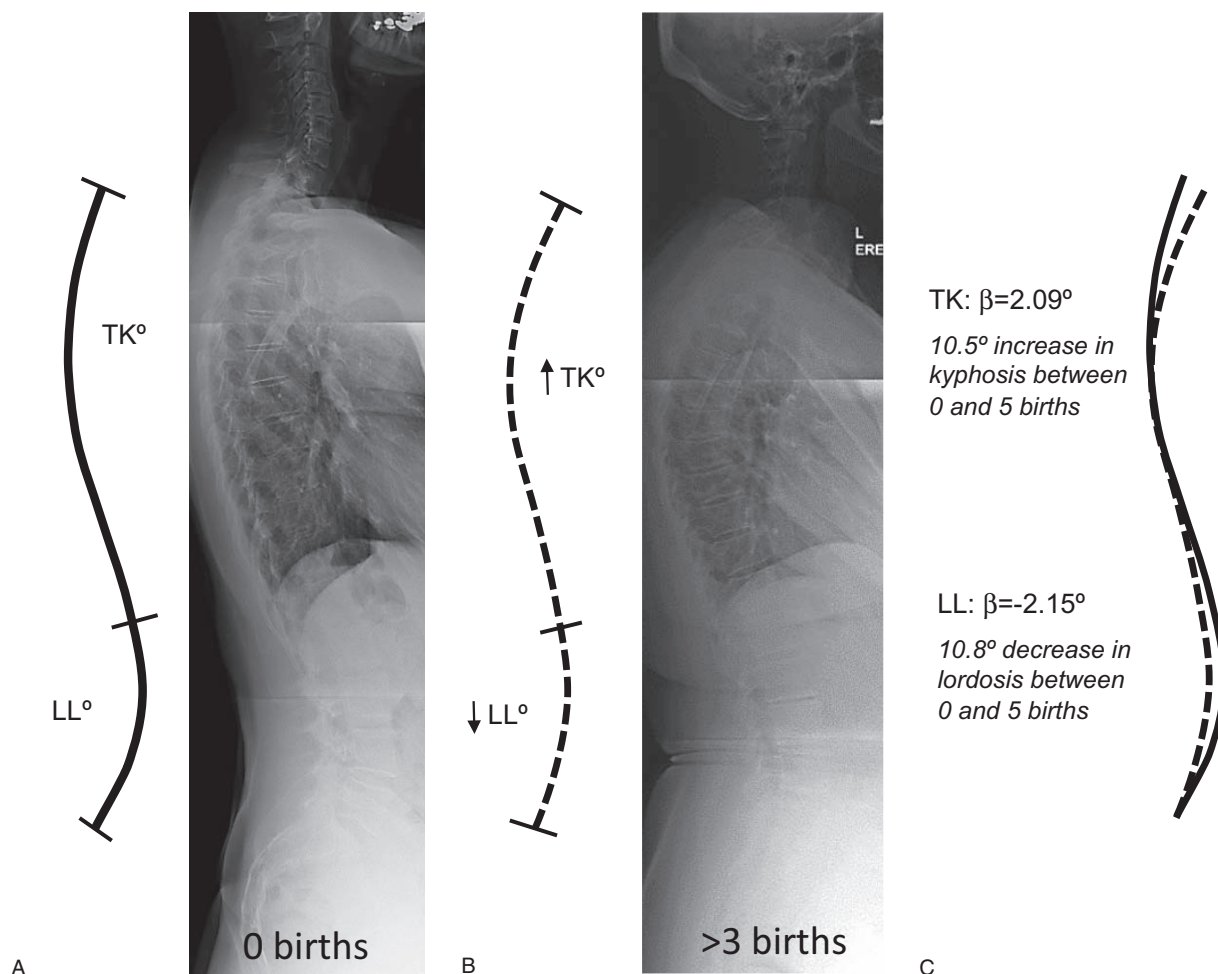 TKº
LLº
0 births
A
↑ TKº
↓ LLº
L
ERE
>3 births
B
TK: β=2.09º
10.5º increase in
kyphosis between
0 and 5 births
LL: β=-2.15º
10.8º decrease in
lordosis between
0 and 5 births
C